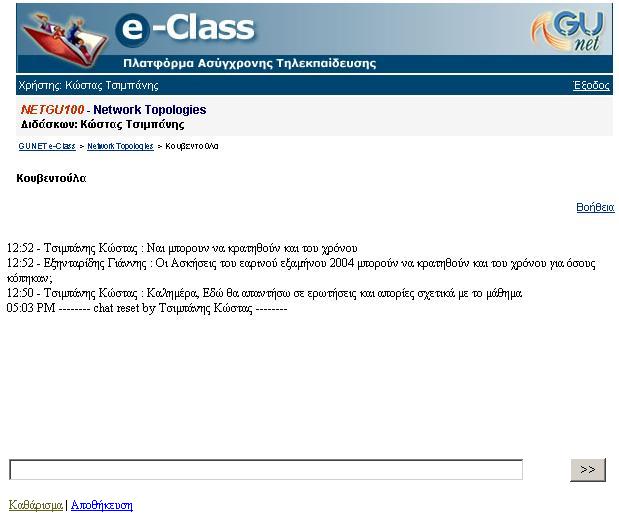 e-Class
GU
net
Πλατφόρμα Ασύγχρονης Τηλεκπαίδευσης
Χρήστης: Κώστας Τσιμπάνης Έξοδος
NETGU100 - Network Topologies
Διδάσκων: Κώστας Τσιμπάνης
GUNET e-Class > Network Topologies > Κουβεντούλα
Κουβεντούλα
Βοήθεια
12:52 - Τσιμπάνης Κώστας : Ναι μπορουν να κρατηθούν και του χρόνου
12:52 - Εξηνταρίδης Γιάννης : Οι Ασκήσεις του εαρινού εξαμήνου 2004 μπορούν να κρατηθούν και του χρόνου για όσους
κόπηκαν;
12:50 - Τσιμπάνης Κώστας : Καλημέρα, Εδώ θα απαντήσω σε ερωτήσεις και απορίες σχετικά με το μάθημα
05:03 PM -------- chat reset by Τσιμπάνης Κώστας --------
>>
Καθάρισμα | Αποθήκευση